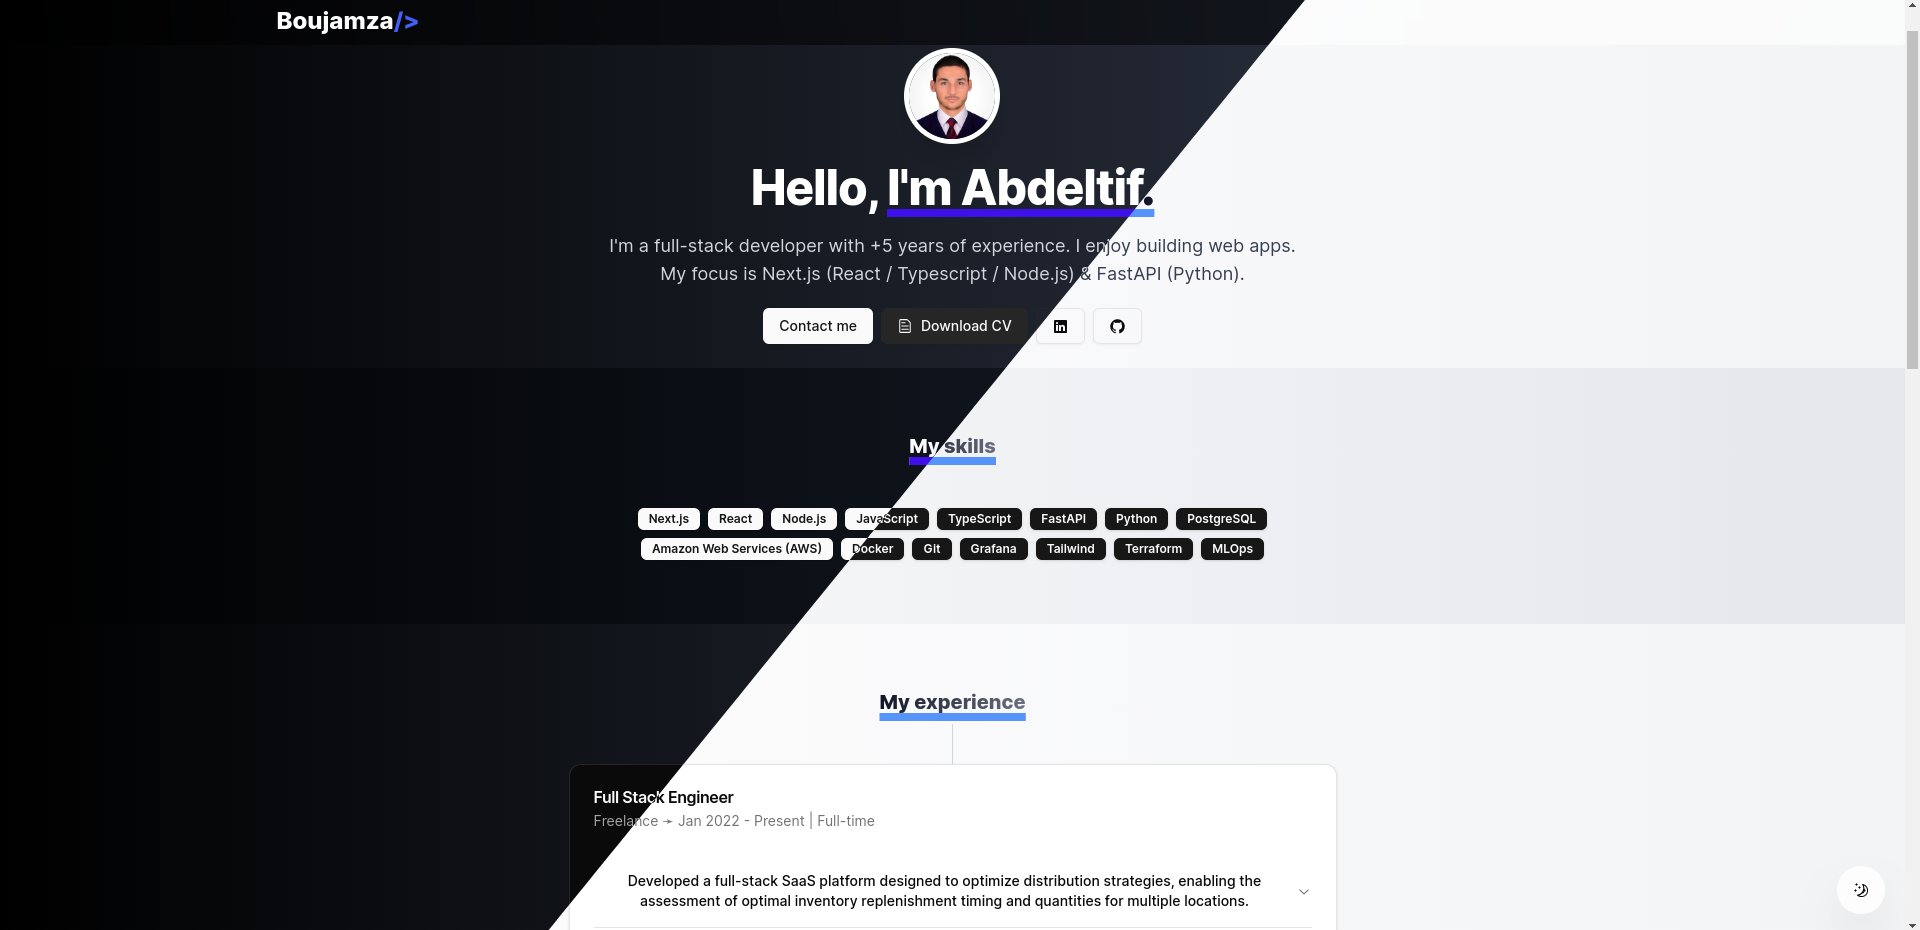 Boujamza/>
Hello, I'm Abdeltif.
I'm a full-stack developer with +5 years of experience. I enjoy building web apps.
My focus is Next.js (React / Typescript / Node.js) & FastAPI (Python).
Contact me Download CV
My skills
Next.js React Node.js JavaScript TypeScript FastAPI Python PostgreSQL
Amazon Web Services (AWS) Docker Git Grafana Tailwind Terraform MLOps
My experience
Full Stack Engineer
Freelance ➛ Jan 2022 - Present | Full-time
Developed a full-stack SaaS platform designed to optimize distribution strategies, enabling the
assessment of optimal inventory replenishment timing and quantities for multiple locations.